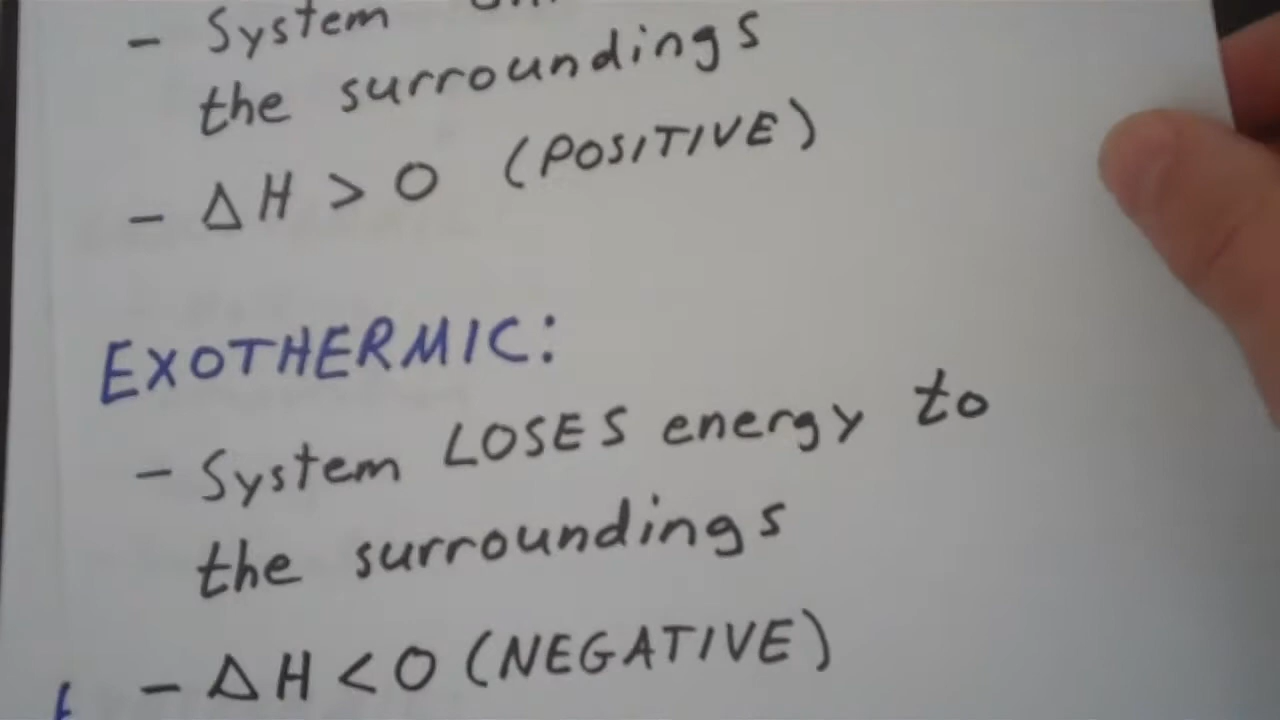 - System
the surroundings
- ΔH > 0 (POSITIVE)
EXOTHERMIC:
- System LOSES energy to
the surroundings
- ΔH < 0 (NEGATIVE)